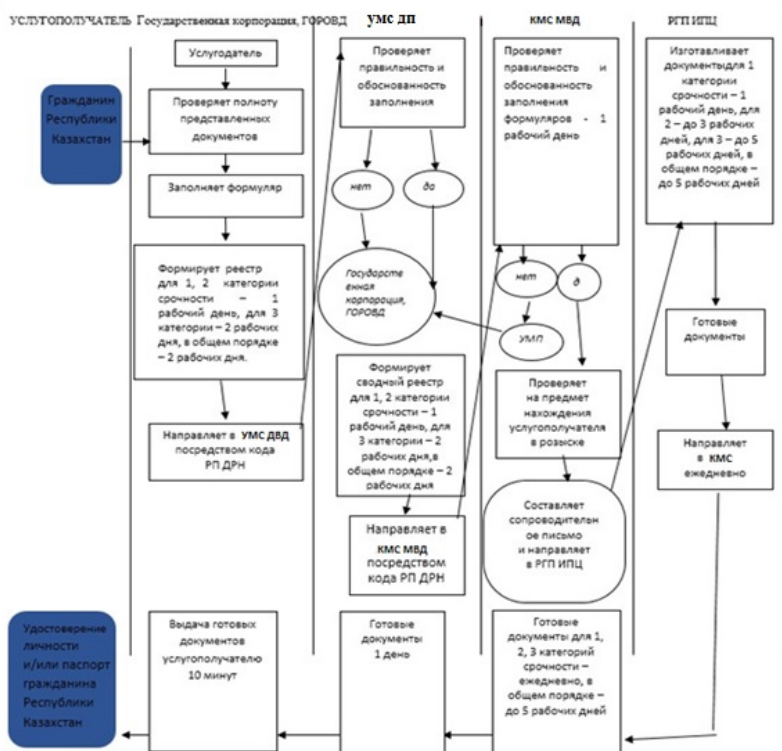 УСЛУГОПОЛУЧАТЕЛЬ Государственная корпорация, ГОРОВД умс дп КМС МВД РГП ИПЦ
Гражданин
Республики
Казахстан
Услугодатель
Проверяет полноту
представленных
документов
Заполняет формуляр
Формирует реестр
для 1, 2 категории
срочности – 1
рабочий день, для 3
категории – 2 рабочих
дня, в общем порядке
– 2 рабочих дня.
Направляет в УМС ДВД
посредством кода
РП ДРН
Проверяет
правильность и
обоснованность
заполнения
нет
да
Государств
енная
корпорация,
ГОРОВД
Формирует
сводный реестр
для 1, 2 категории
срочности – 1
рабочий день, для
3 категории – 2
рабочих дня,в
общем порядке – 2
рабочих дня
Направляет в
КМС МВД
посредством
кода РП ДРН
Проверяет
правильность и
обоснованность
заполнения
формуляров - 1
рабочий день
нет
д
УМП
Проверяет
на предмет
нахождения
услугополучателя
в розыске
Составляет
сопроводительн
ое письмо
и направляет
в РГП ИПЦ
Изготавливает
документыдля 1
категории
срочности – 1
рабочий день, для
2 – до 3 рабочих
дней, для 3 – до 5
рабочих дней, в
общем порядке –
до 5 рабочих дней
Готовые
документы
Направляет
в КМС
ежедневно
Удостоверение
личности
и/или паспорт
гражданина
Республики
Казахстан
Выдача готовых
документов
услугополучателю
10 минут
Готовые
документы
1 день
Готовые
документы для 1,
2, 3 категорий
срочности –
ежедневно, в
общем порядке –
до 5 рабочих дней